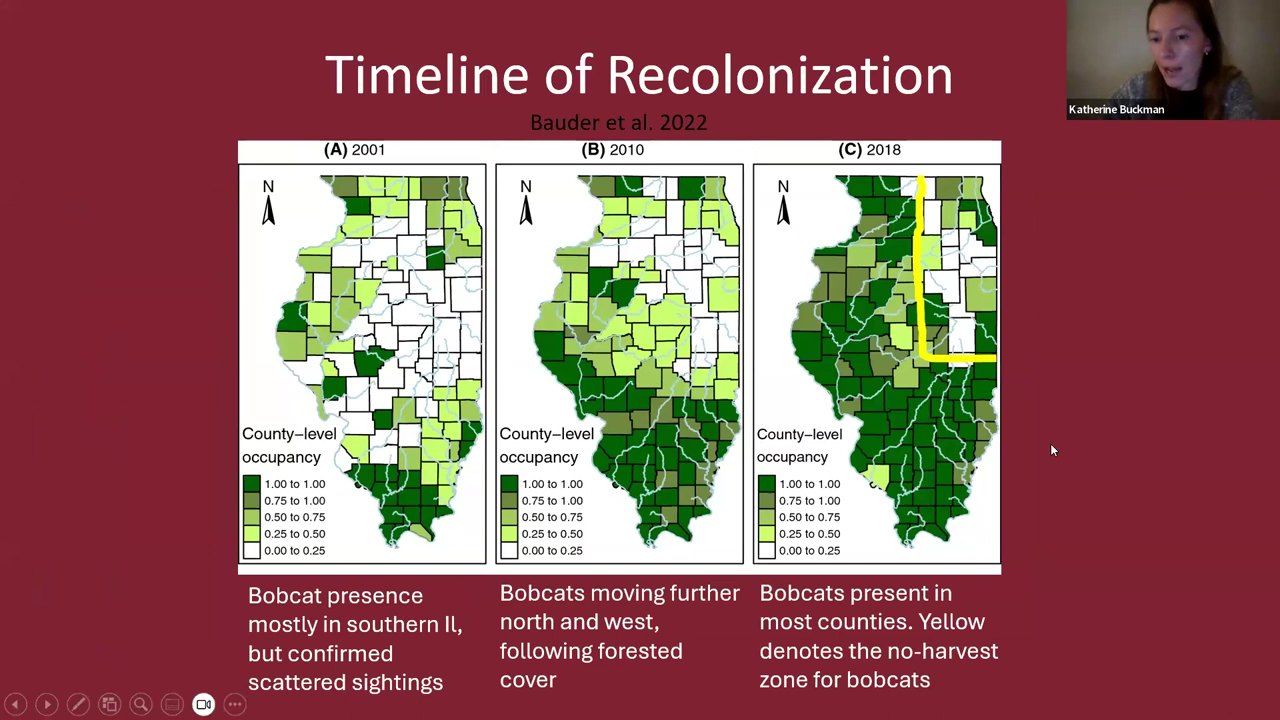 Timeline of Recolonization
Katherine Buckman
Bauder et al. 2022
(A) 2001
N
County-level
occupancy
1.00 to 1.00
0.75 to 1.00
0.50 to 0.75
0.25 to 0.50
0.00 to 0.25
(B) 2010
N
County-level
occupancy
1.00 to 1.00
0.75 to 1.00
0.50 to 0.75
0.25 to 0.50
0.00 to 0.25
(C) 2018
N
County-level
occupancy
1.00 to 1.00
0.75 to 1.00
0.50 to 0.75
0.25 to 0.50
0.00 to 0.25
Bobcat presence
mostly in southern Il,
but confirmed
scattered sightings
Bobcats moving further
north and west,
following forested
cover
Bobcats present in
most counties. Yellow
denotes the no-harvest
zone for bobcats